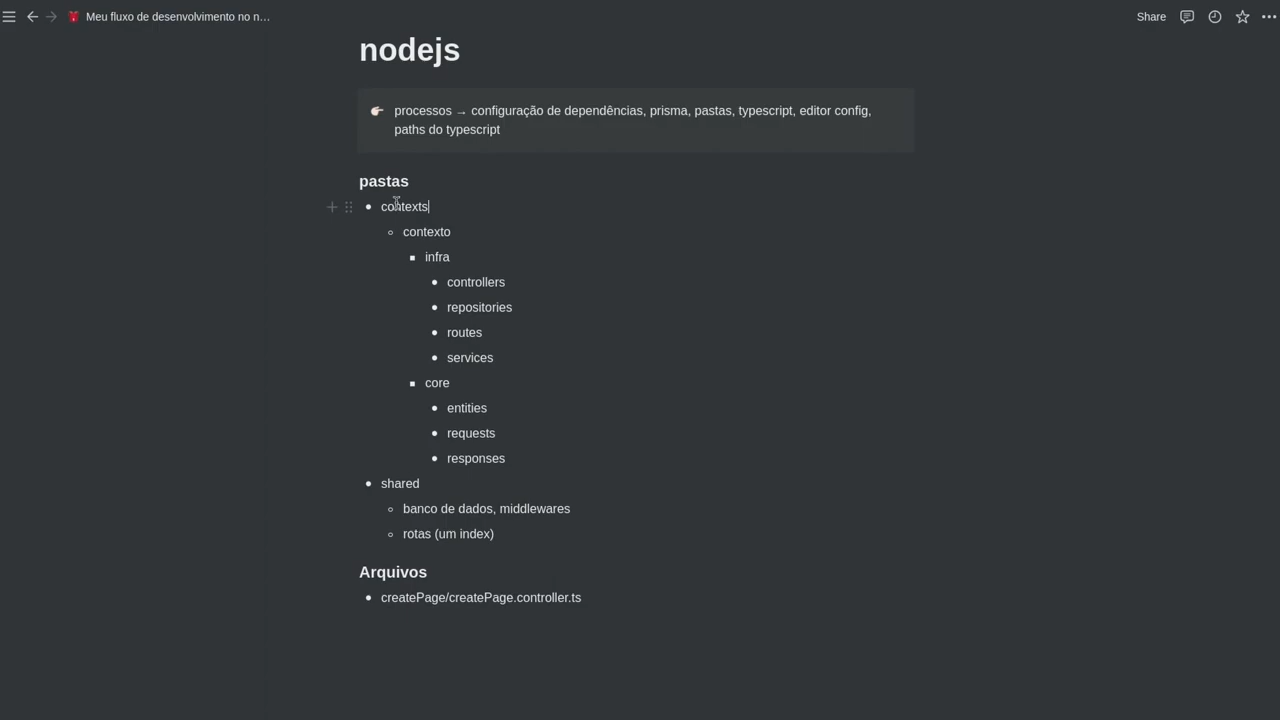 Meu fluxo de desenvolvimento no n…
Share
nodejs
processos → configuração de dependências, prisma, pastas, typescript, editor config,
paths do typescript
pastas
contexts
contexto
infra
controllers
repositories
routes
services
core
entities
requests
responses
shared
banco de dados, middlewares
rotas (um index)
Arquivos
createPage/createPage.controller.ts